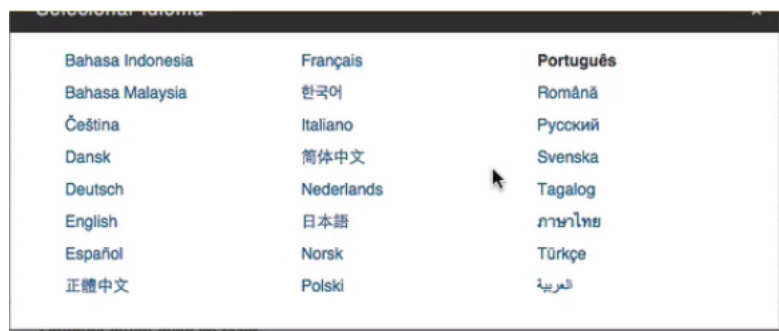 Selecionar Idioma
Bahasa Indonesia
Bahasa Malaysia
Čeština
Dansk
Deutsch
English
Español
正體中文
Français
한국어
Italiano
简体中文
Nederlands
日本語
Norsk
Polski
Português
Română
Русский
Svenska
Tagalog
ภาษาไทย
Türkçe
العربية